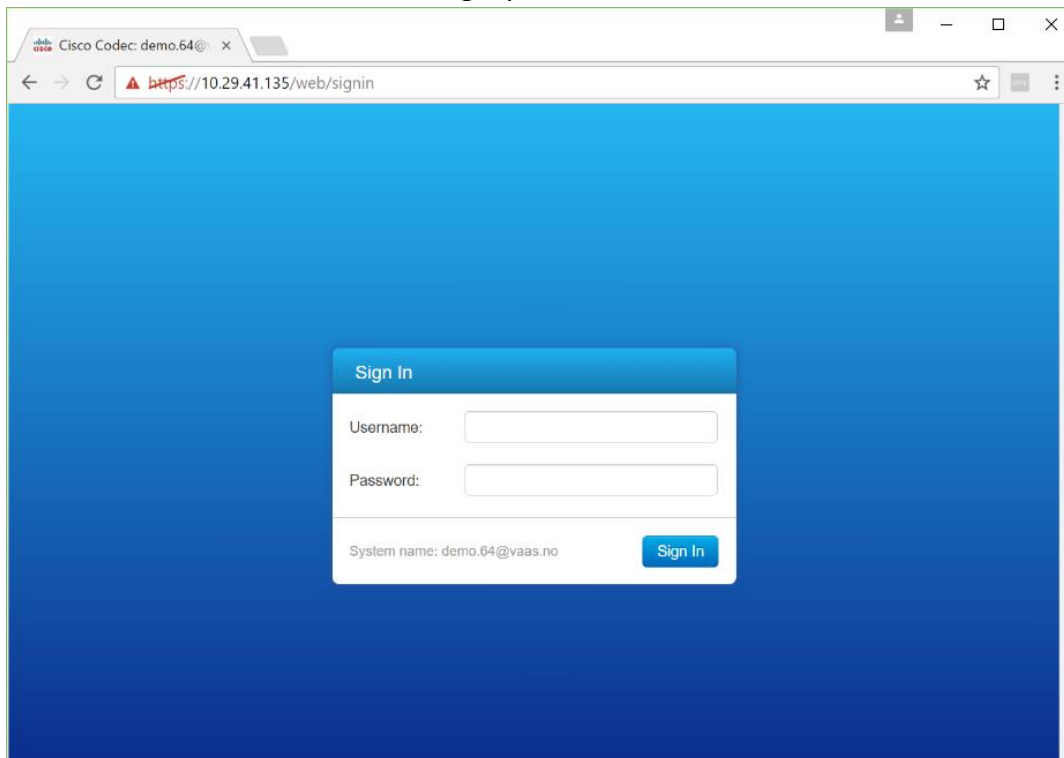 Cisco Codec: demo.64@
https://10.29.41.135/web/signin
Sign In
Username:
Password:
System name: demo.64@vaas.no
Sign In